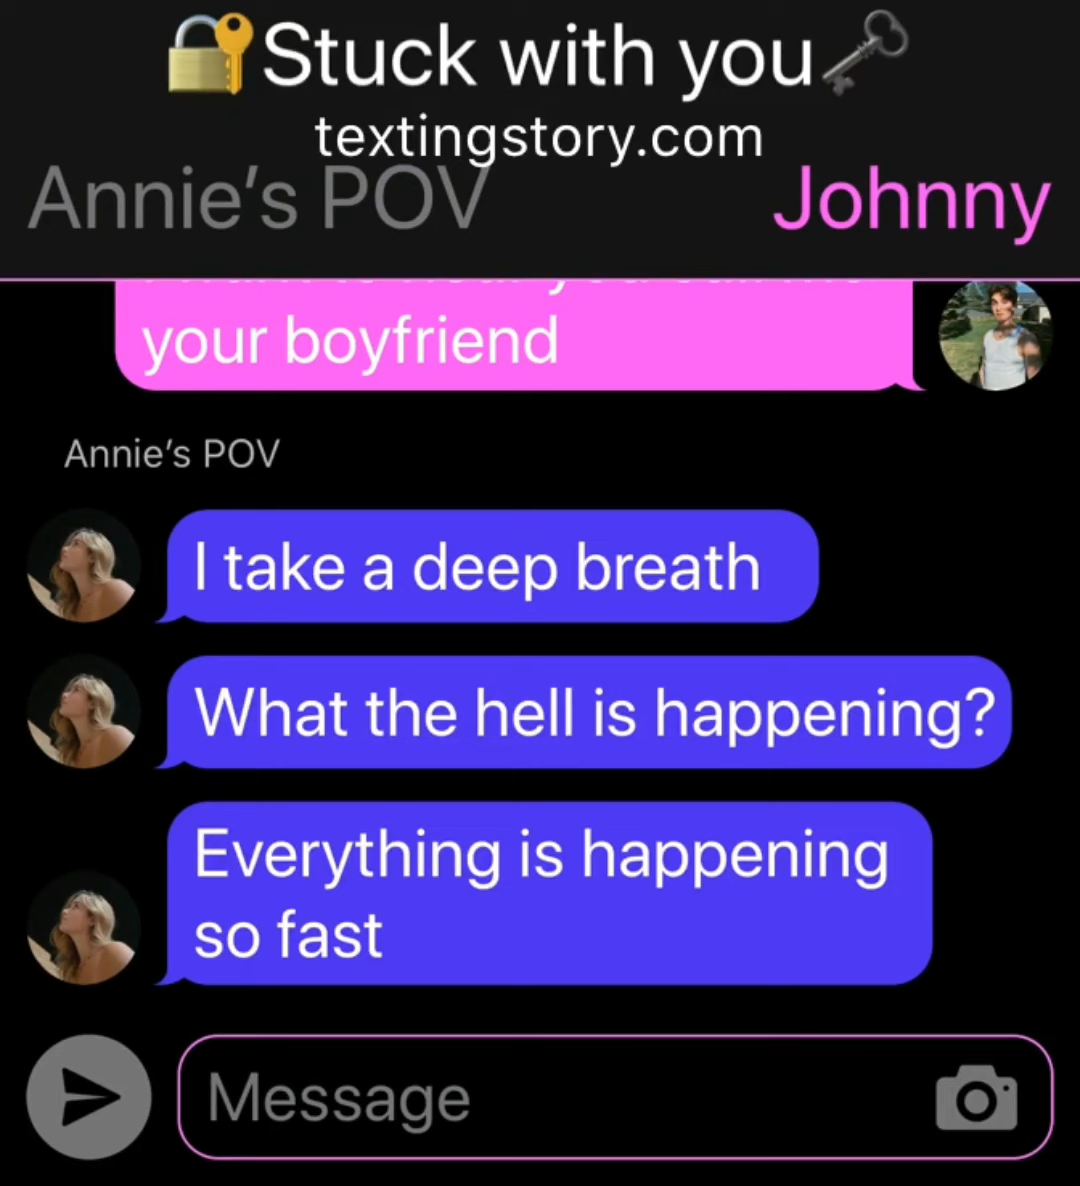 🔐Stuck with you🗝️
textingstory.com
Annie's POV
Johnny
your boyfriend
Annie's POV
I take a deep breath
What the hell is happening?
Everything is happening
so fast
Message